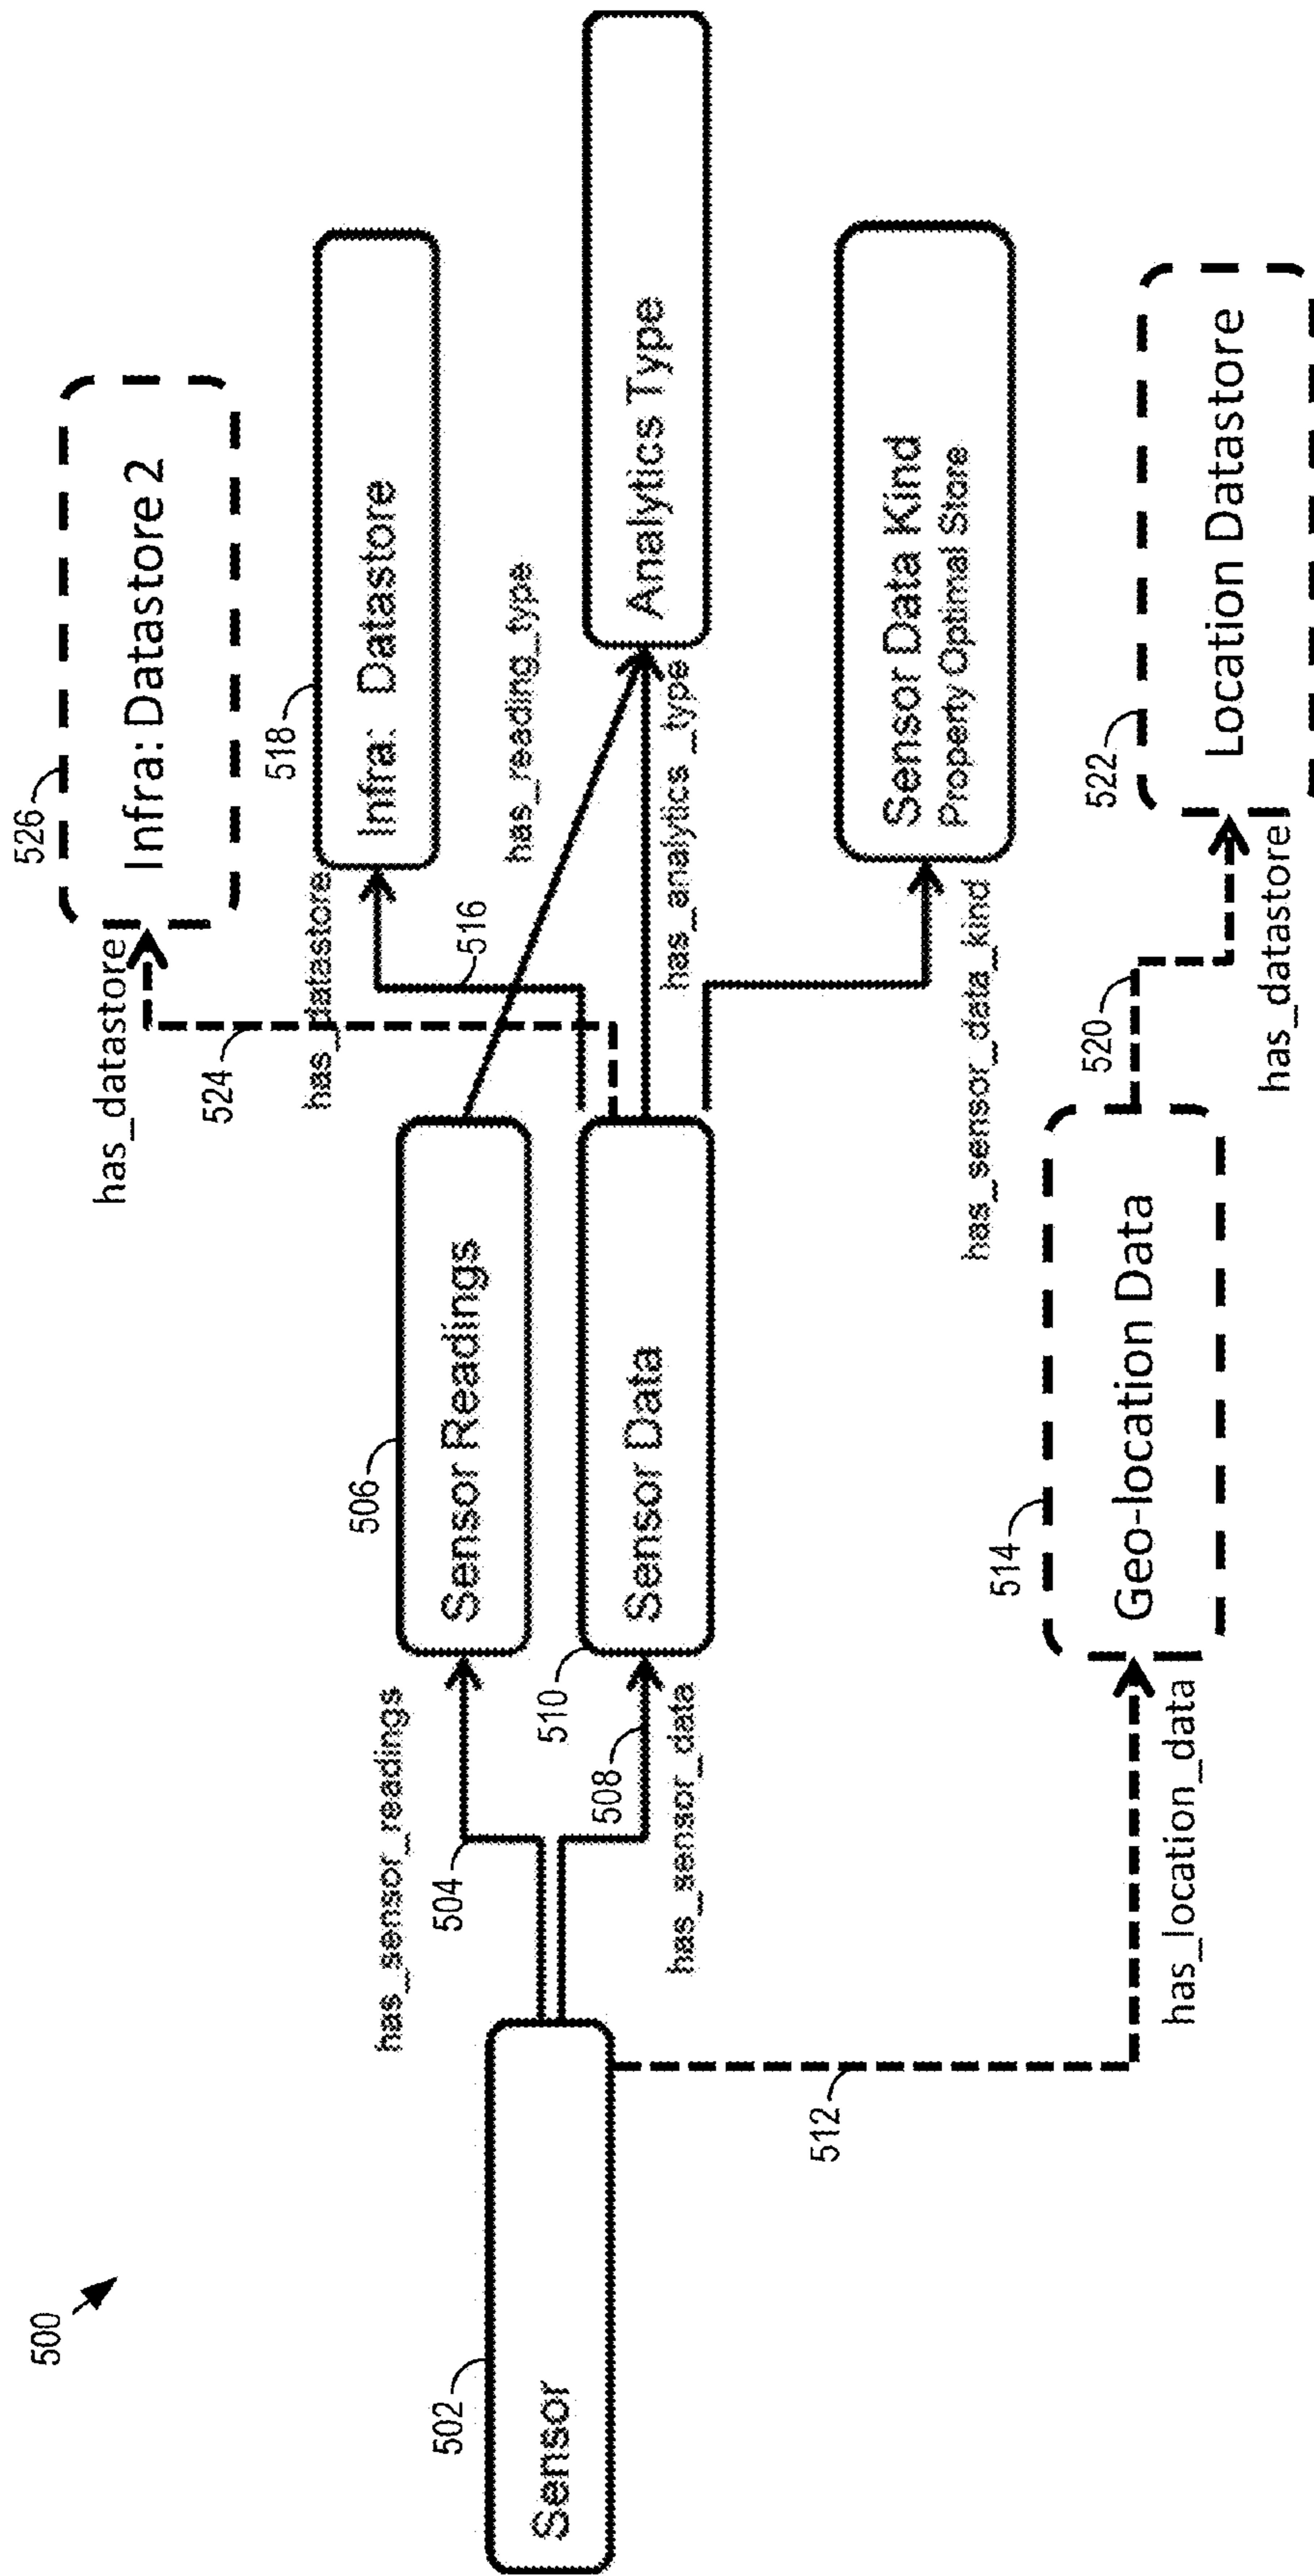 500
502
Sensor
has_sensor_readings
504
508
has_sensor_data
512
has_location_data
506
Sensor Readings
510
Sensor Data
514
Geo-location Data
has_datastore
524
526
Infra: Datastore 2
has_datastore
516
518
Infra: Datastore
has_reading_type
has_analytics_type
Analytics Type
has_sensor_data_kind
Sensor Data Kind
Property Optimal Store
520
has_datastore
522
Location Datastore